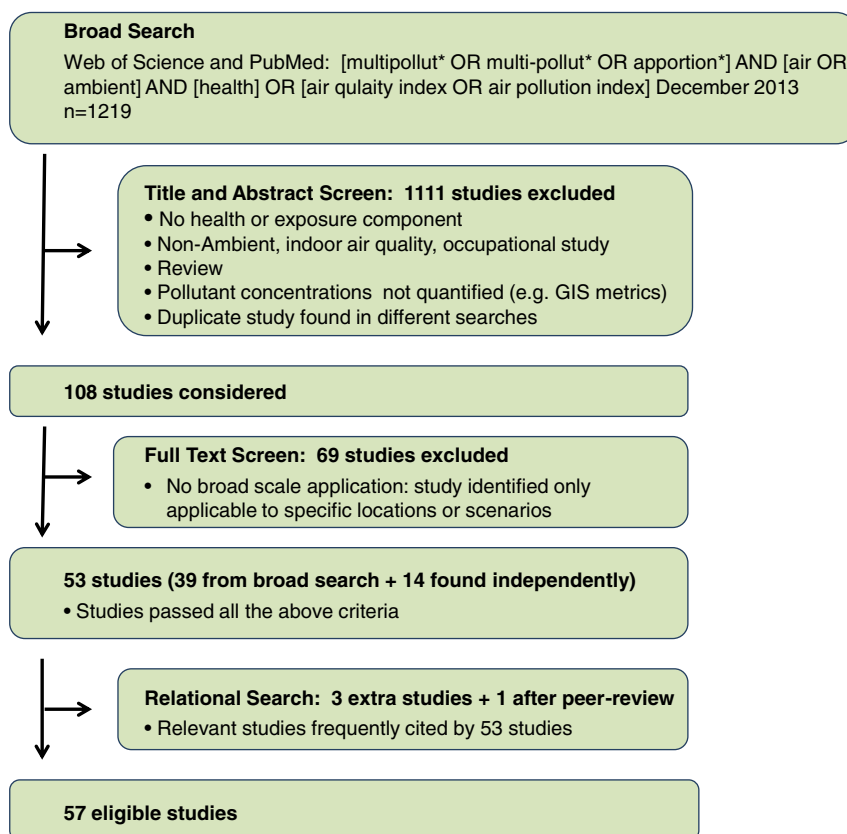 Broad Search
Web of Science and PubMed: [multipollut* OR multi-pollut* OR apportion*] AND [air OR
ambient] AND [health] OR [air qulaity index OR air pollution index] December 2013
n=1219
Title and Abstract Screen: 1111 studies excluded
• No health or exposure component
• Non-Ambient, indoor air quality, occupational study
• Review
• Pollutant concentrations not quantified (e.g. GIS metrics)
• Duplicate study found in different searches
108 studies considered
Full Text Screen: 69 studies excluded
• No broad scale application: study identified only
applicable to specific locations or scenarios
53 studies (39 from broad search + 14 found independently)
• Studies passed all the above criteria
Relational Search: 3 extra studies + 1 after peer-review
• Relevant studies frequently cited by 53 studies
57 eligible studies